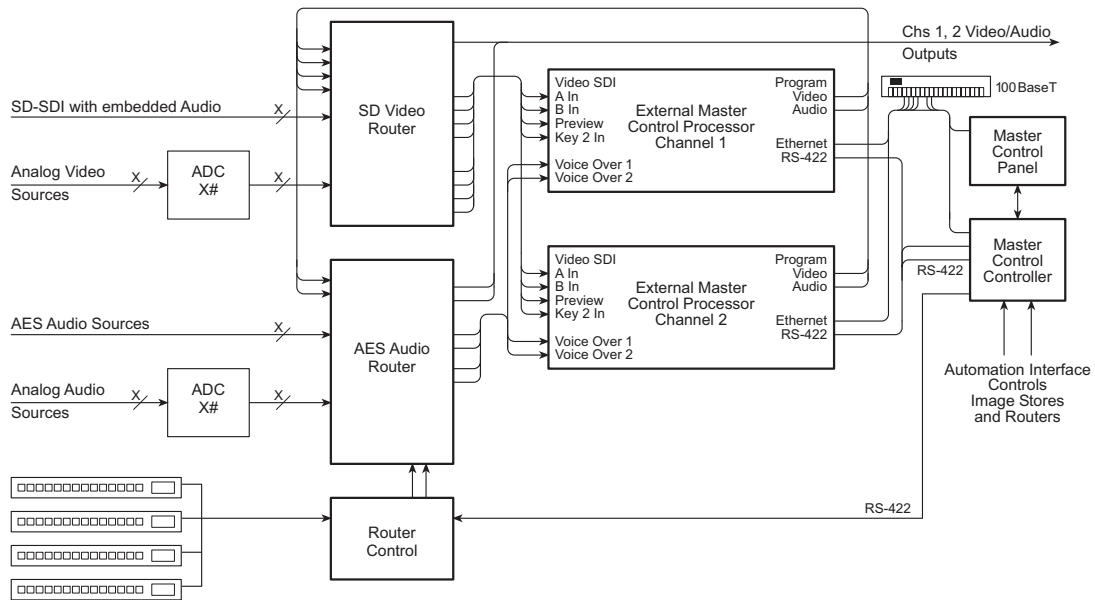 Chs 1, 2 Video/Audio
Outputs
SD-SDI with embedded Audio
X
Analog Video
Sources
X
ADC
X#
X
SD Video
Router
Video SDI
A In
B In
Preview
Key 2 In
Voice Over 1
Voice Over 2
External Master
Control Processor
Channel 1
Program
Video
Audio
Ethernet
RS-422
100BaseT
Master
Control
Panel
Master
Control
Controller
RS-422
Automation Interface
Controls
Image Stores
and Routers
AES Audio Sources
X
Analog Audio
Sources
X
ADC
X#
X
AES Audio
Router
Video SDI
A In
B In
Preview
Key 2 In
Voice Over 1
Voice Over 2
External Master
Control Processor
Channel 2
Program
Video
Audio
Ethernet
RS-422
Router
Control
RS-422